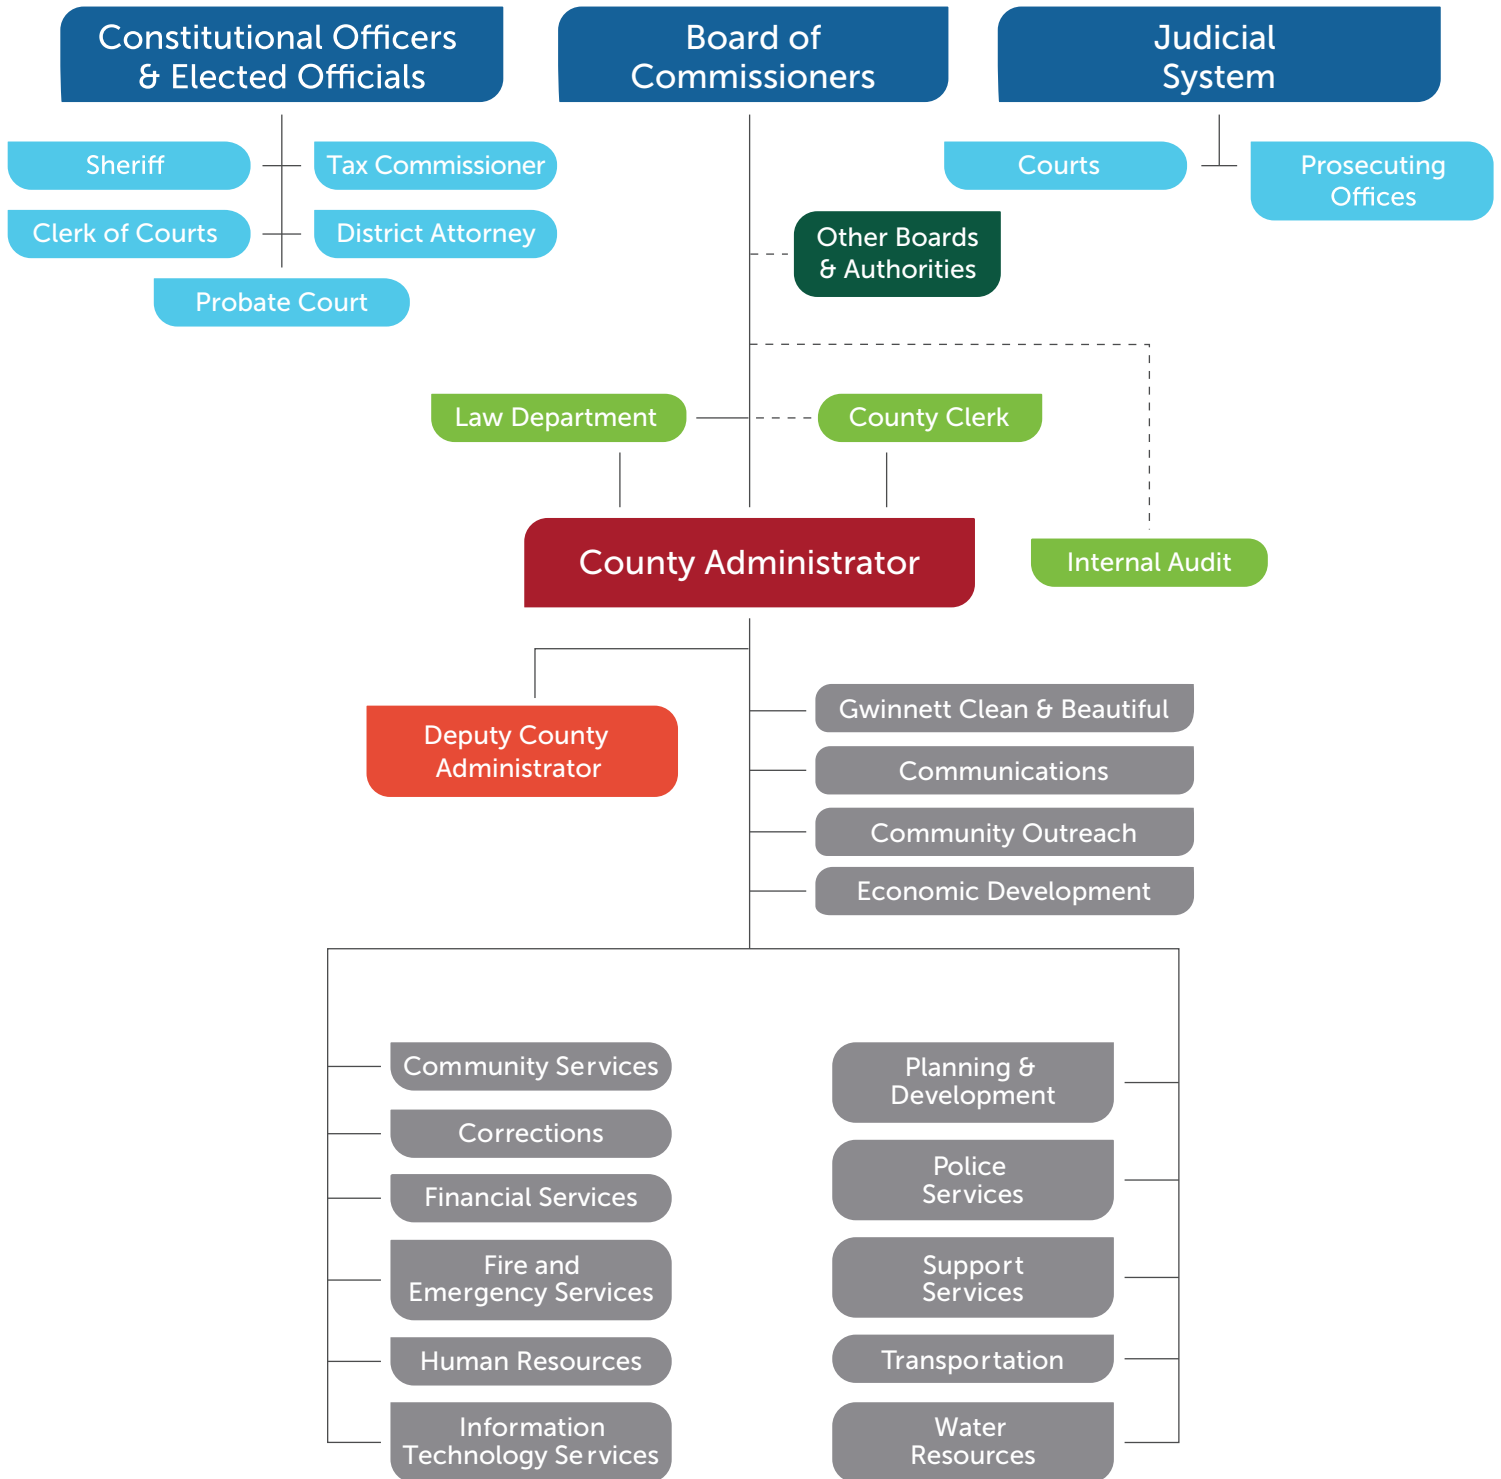 Constitutional Officers
& Elected Officials
Board of
Commissioners
Judicial
System
Sheriff
Tax Commissioner
Courts
Prosecuting
Offices
Clerk of Courts
District Attorney
Other Boards
& Authorities
Probate Court
Law Department
County Clerk
County Administrator
Internal Audit
Deputy County
Administrator
Gwinnett Clean & Beautiful
Communications
Community Outreach
Economic Development
Community Services
Corrections
Financial Services
Fire and
Emergency Services
Human Resources
Information
Technology Services
Planning &
Development
Police
Services
Support
Services
Transportation
Water
Resources